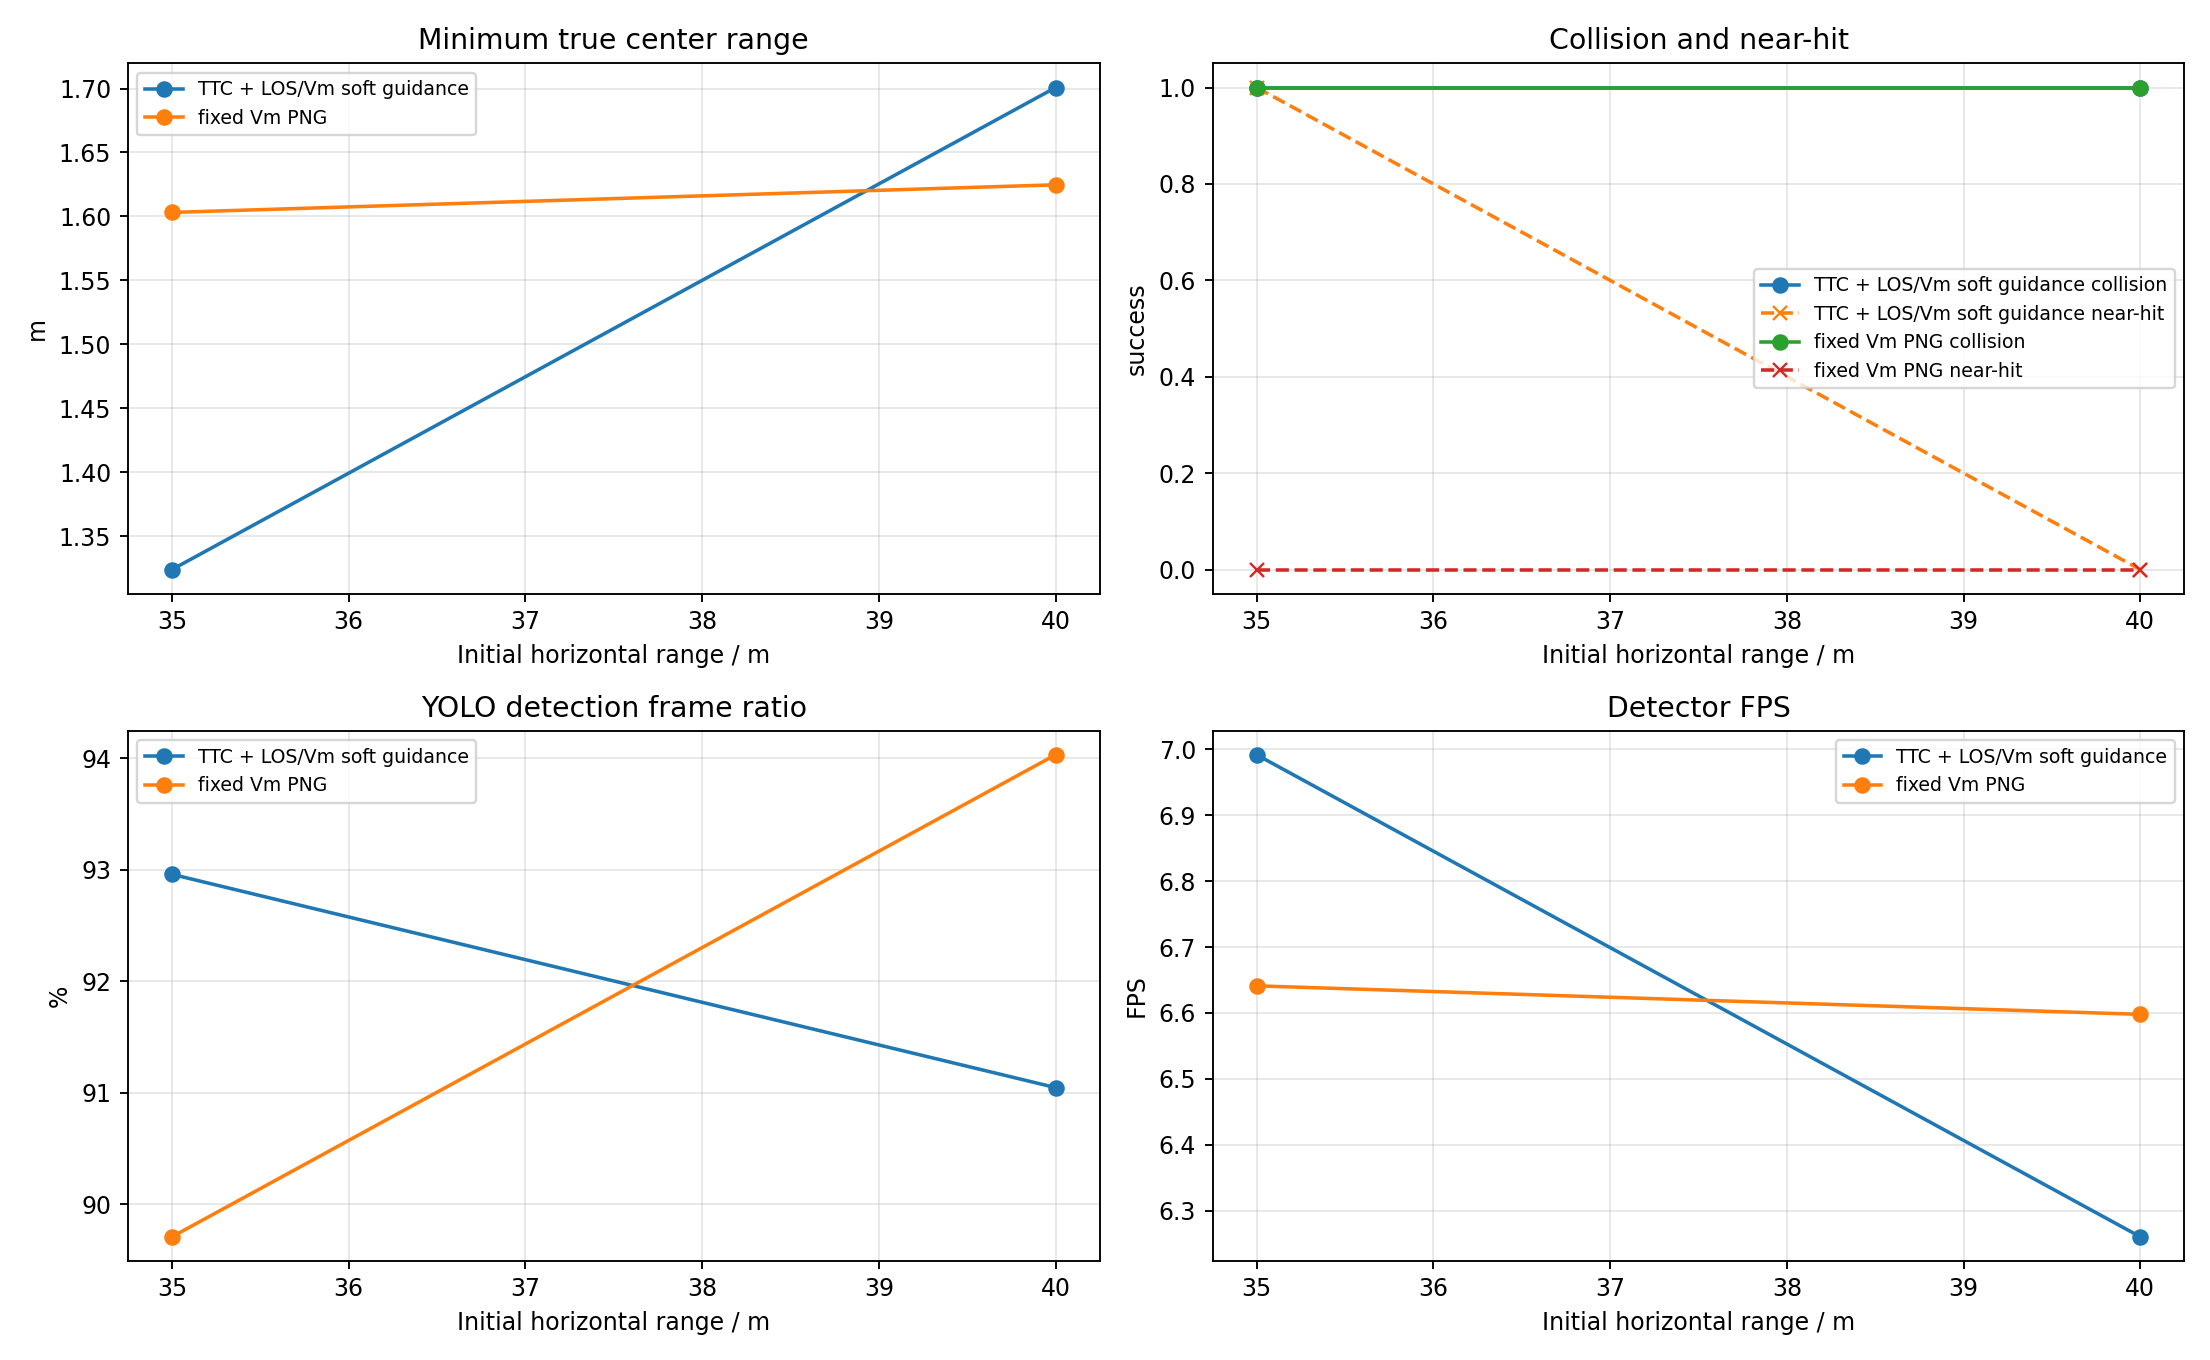 Minimum true center range
TTC + LOS/Vm soft guidance
fixed Vm PNG
1.70
1.65
1.60
1.55
1.50
1.45
1.40
1.35
m
35 36 37 38 39 40
Initial horizontal range / m
Collision and near-hit
1.0
0.8
0.6
0.4
0.2
0.0
success
TTC + LOS/Vm soft guidance collision
TTC + LOS/Vm soft guidance near-hit
fixed Vm PNG collision
fixed Vm PNG near-hit
35 36 37 38 39 40
Initial horizontal range / m
YOLO detection frame ratio
TTC + LOS/Vm soft guidance
fixed Vm PNG
94
93
92
91
90
%
35 36 37 38 39 40
Initial horizontal range / m
Detector FPS
TTC + LOS/Vm soft guidance
fixed Vm PNG
7.0
6.9
6.8
6.7
6.6
6.5
6.4
6.3
FPS
35 36 37 38 39 40
Initial horizontal range / m